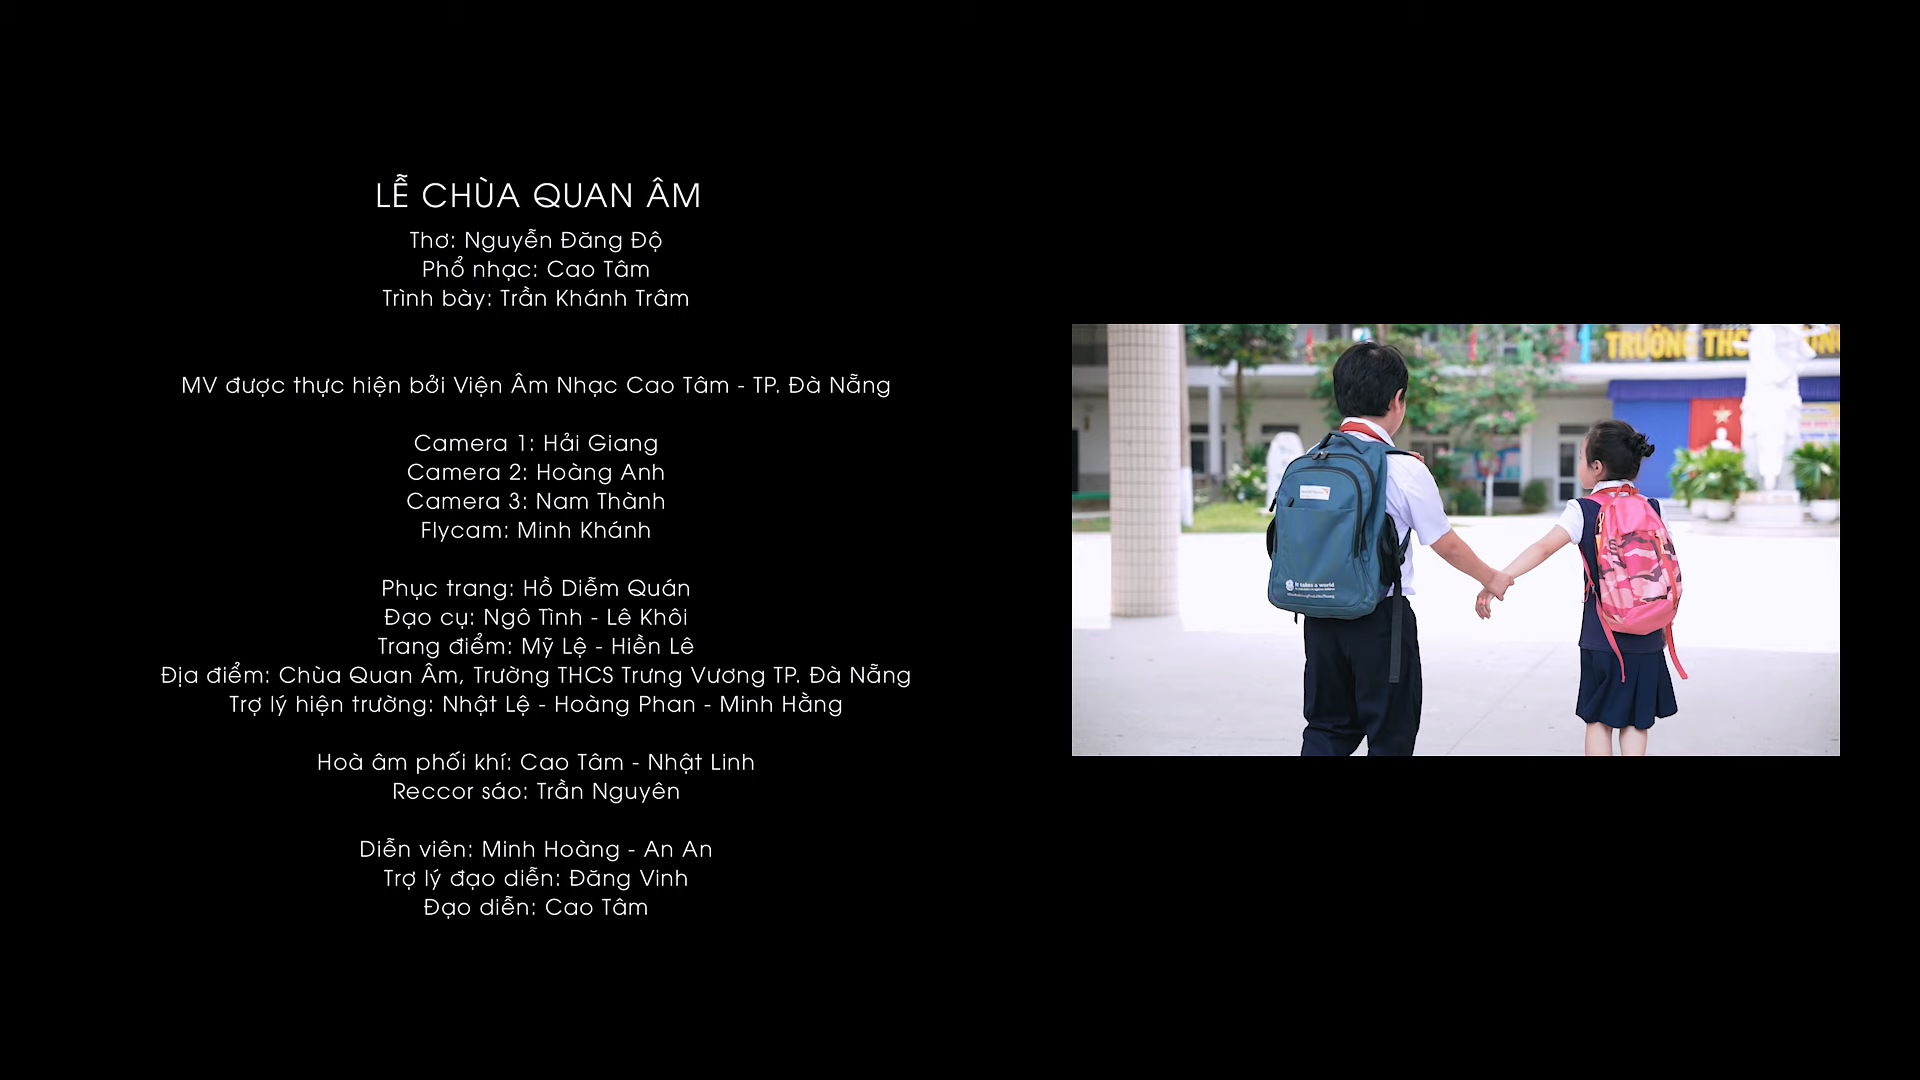 LỄ CHÙA QUAN ÂM
Thơ: Nguyễn Đăng Độ
Phổ nhạc: Cao Tâm
Trình bày: Trần Khánh Trâm
MV được thực hiện bởi Viện Âm Nhạc Cao Tâm - TP. Đà Nẵng
Camera 1: Hải Giang
Camera 2: Hoàng Anh
Camera 3: Nam Thành
Flycam: Minh Khánh
Phục trang: Hồ Diễm Quán
Đạo cụ: Ngô Tình - Lê Khôi
Trang điểm: Mỹ Lệ - Hiền Lê
Địa điểm: Chùa Quan Âm, Trường THCS Trưng Vương TP. Đà Nẵng
Trợ lý hiện trường: Nhật Lệ - Hoàng Phan - Minh Hằng
Hoà âm phối khí: Cao Tâm - Nhật Linh
Reccor sáo: Trần Nguyên
Diễn viên: Minh Hoàng - An An
Trợ lý đạo diễn: Đăng Vinh
Đạo diễn: Cao Tâm
TRƯỜNG THC
It takes a world